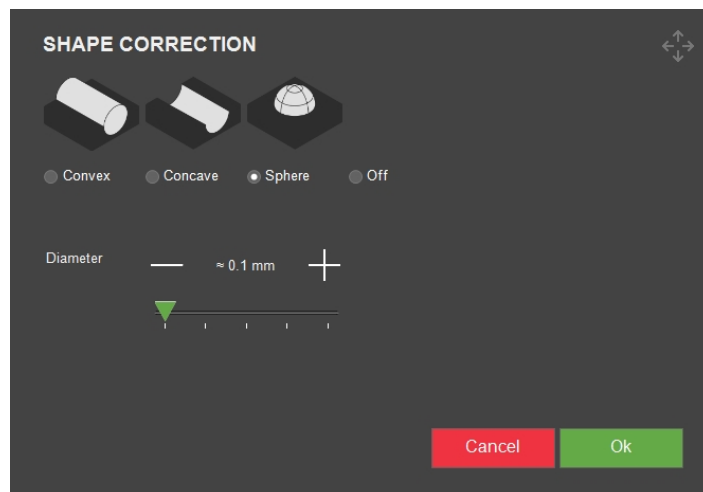 SHAPE CORRECTION
Convex Concave Sphere Off
Diameter ≈ 0.1 mm
Cancel Ok